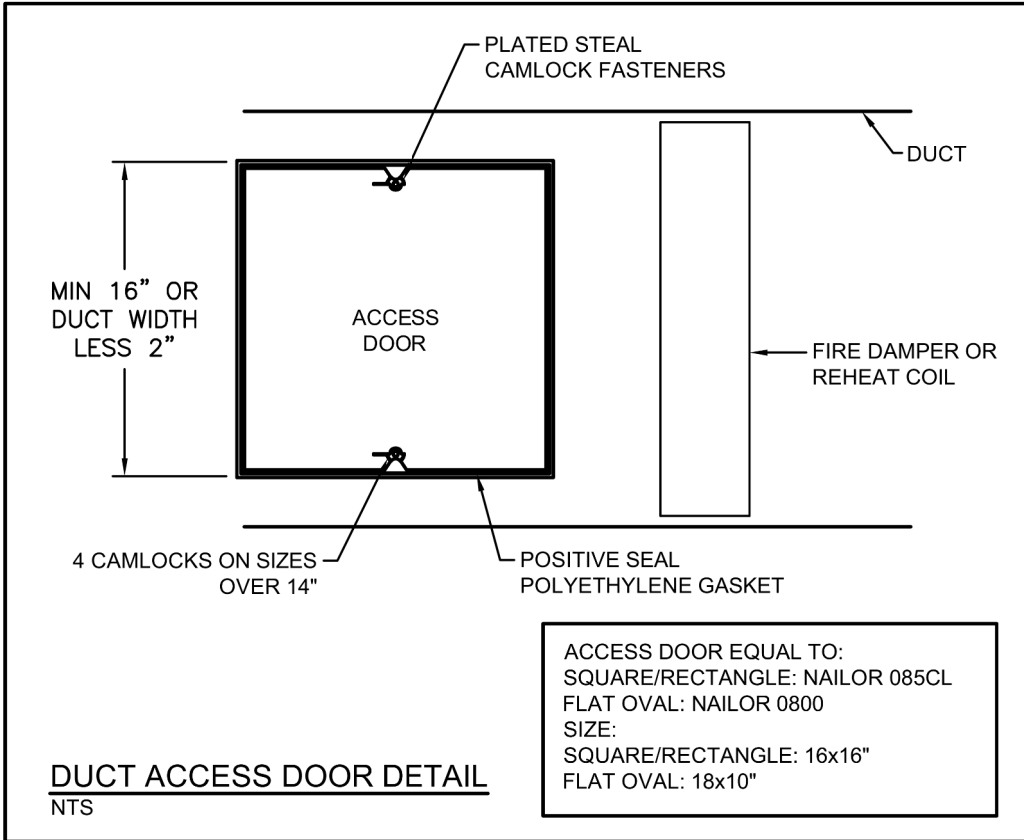 PLATED STEAL
CAMLOCK FASTENERS
DUCT
MIN 16” OR
DUCT WIDTH
LESS 2”
ACCESS
DOOR
FIRE DAMPER OR
REHEAT COIL
4 CAMLOCKS ON SIZES
OVER 14"
POSITIVE SEAL
POLYETHYLENE GASKET
ACCESS DOOR EQUAL TO:
SQUARE/RECTANGLE: NAILOR 085CL
FLAT OVAL: NAILOR 0800
SIZE:
SQUARE/RECTANGLE: 16x16"
FLAT OVAL: 18x10"
DUCT ACCESS DOOR DETAIL
NTS